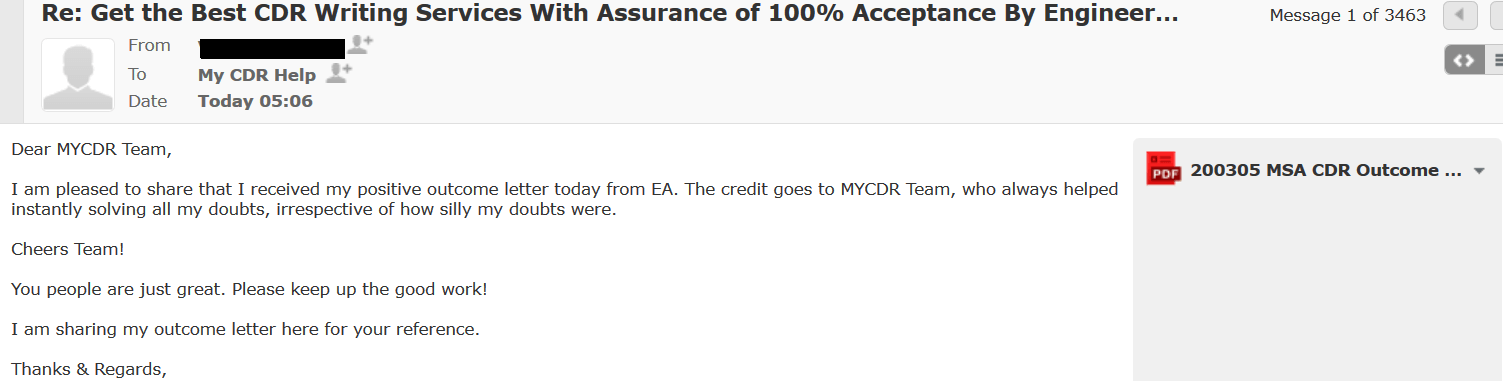 Re: Get the Best CDR Writing Services With Assurance of 100% Acceptance By Engineer...
Message 1 of 3463
From
To My CDR Help
Date Today 05:06
Dear MYCDR Team,
200305 MSA CDR Outcome ...
PDF
I am pleased to share that I received my positive outcome letter today from EA. The credit goes to MYCDR Team, who always helped
instantly solving all my doubts, irrespective of how silly my doubts were.
Cheers Team!
You people are just great. Please keep up the good work!
I am sharing my outcome letter here for your reference.
Thanks & Regards,